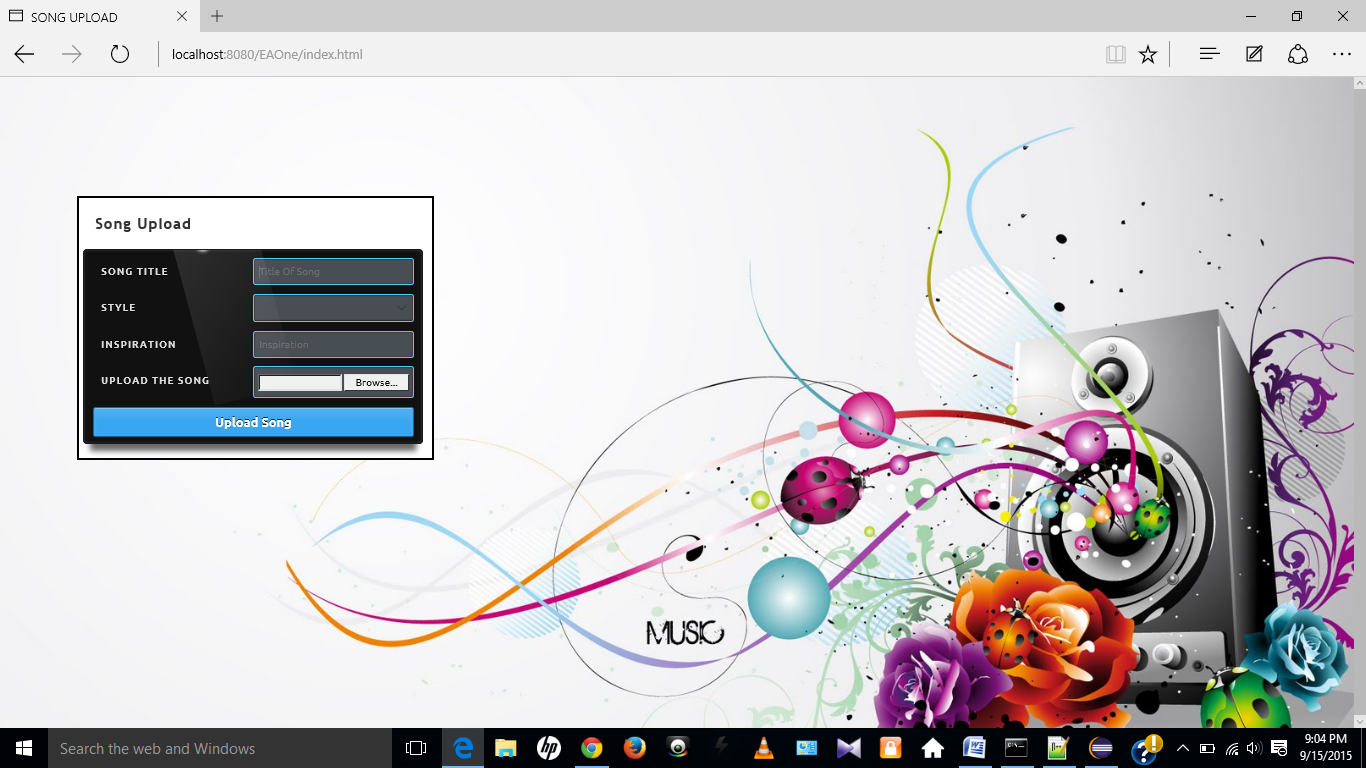 SONG UPLOAD
localhost:8080/EAOne/index.html
Song Upload
SONG TITLE
Title Of Song
STYLE
INSPIRATION
Inspiration
UPLOAD THE SONG
Browse...
Upload Song
MUSIC
Search the web and Windows
hp
9:04 PM
9/15/2015